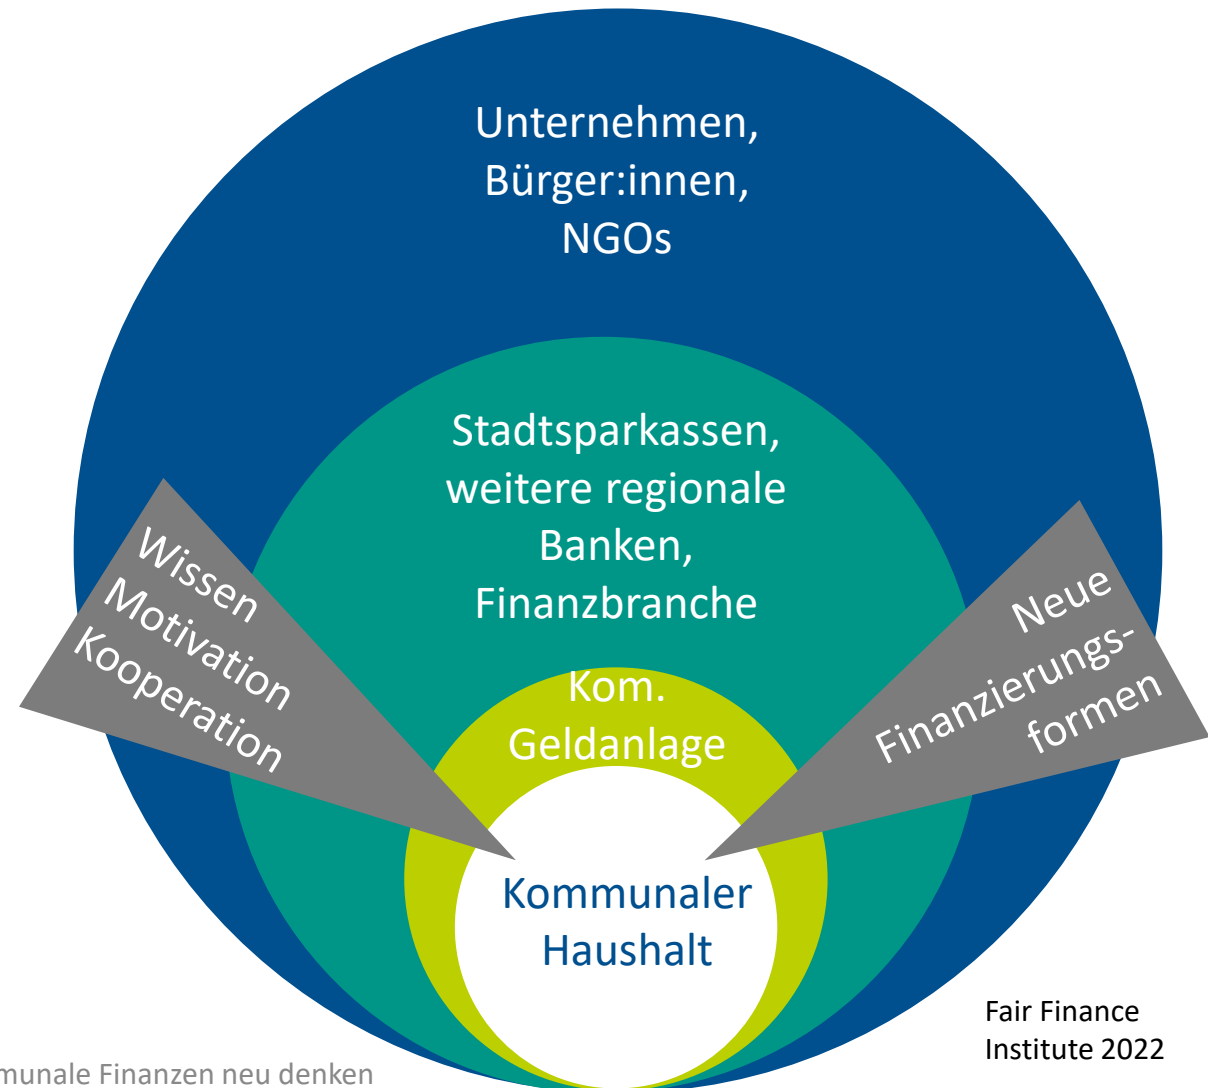 Unternehmen,
Bürger:innen,
NGOs
Stadtsparkassen,
weitere regionale
Banken,
Finanzbranche
Wissen
Motivation
Kooperation
Neue
Finanzierungs-
formen
Kom.
Geldanlage
Kommunaler
Haushalt
Fair Finance
Institute 2022
munale Finanzen neu denken